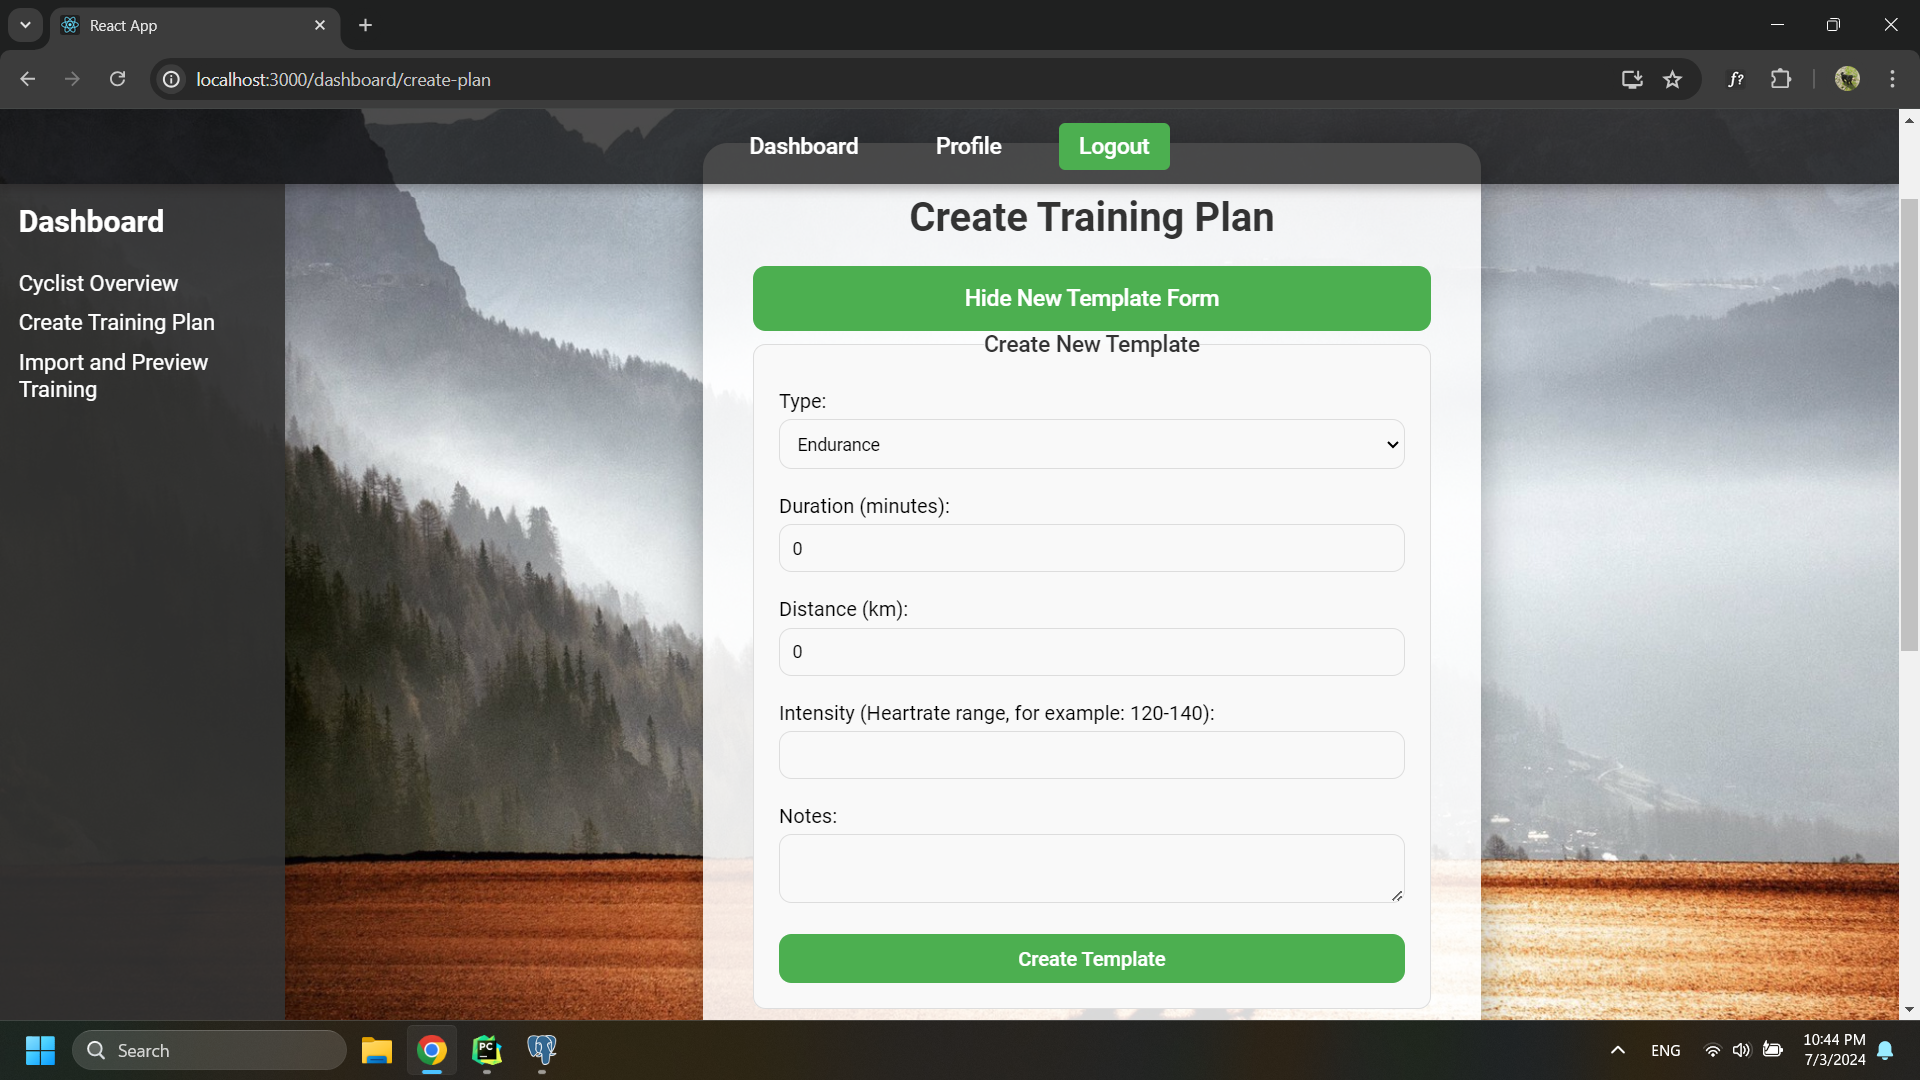 React App
localhost:3000/dashboard/create-plan
f?
Dashboard
Profile
Logout
Dashboard
Cyclist Overview
Create Training Plan
Import and Preview
Training
Create Training Plan
Hide New Template Form
Create New Template
Type:
Endurance
Duration (minutes):
0
Distance (km):
0
Intensity (Heartrate range, for example: 120-140):
Notes:
Create Template
Search
PC
ENG
10:44 PM
7/3/2024